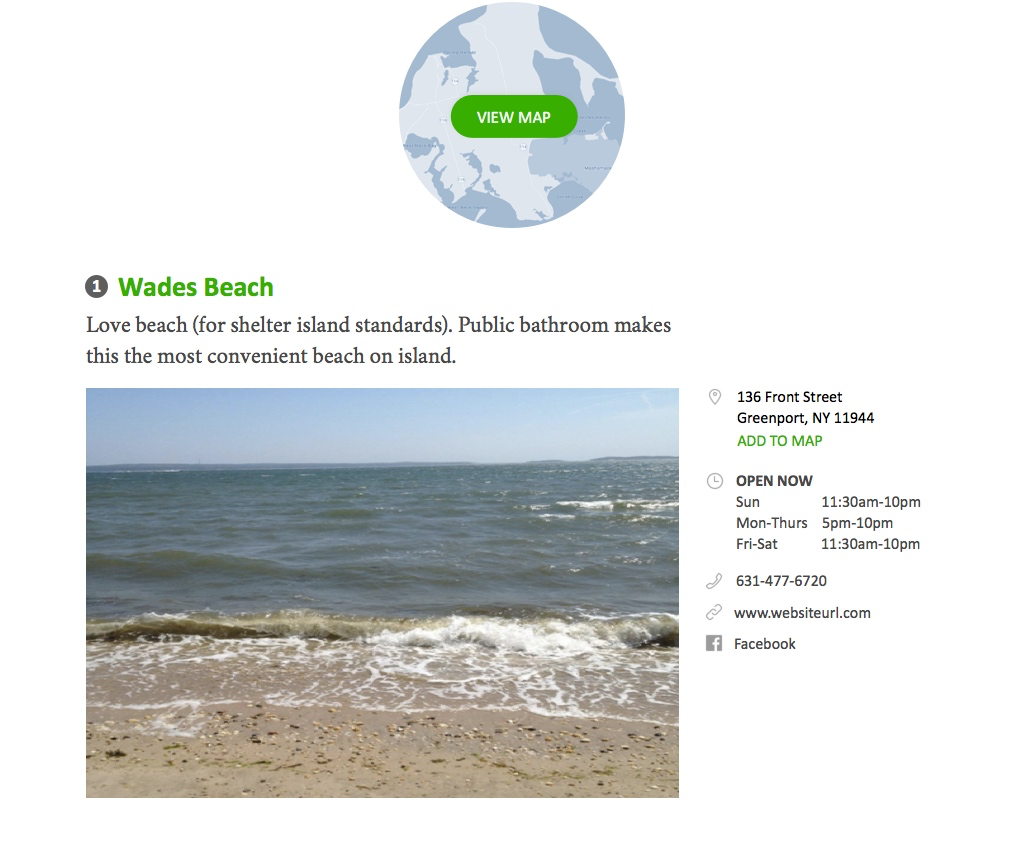 VIEW MAP
1 Wades Beach
Love beach (for shelter island standards). Public bathroom makes
this the most convenient beach on island.
136 Front Street
Greenport, NY 11944
ADD TO MAP
OPEN NOW
Sun 11:30am-10pm
Mon-Thurs 5pm-10pm
Fri-Sat 11:30am-10pm
631-477-6720
www.websiteurl.com
Facebook